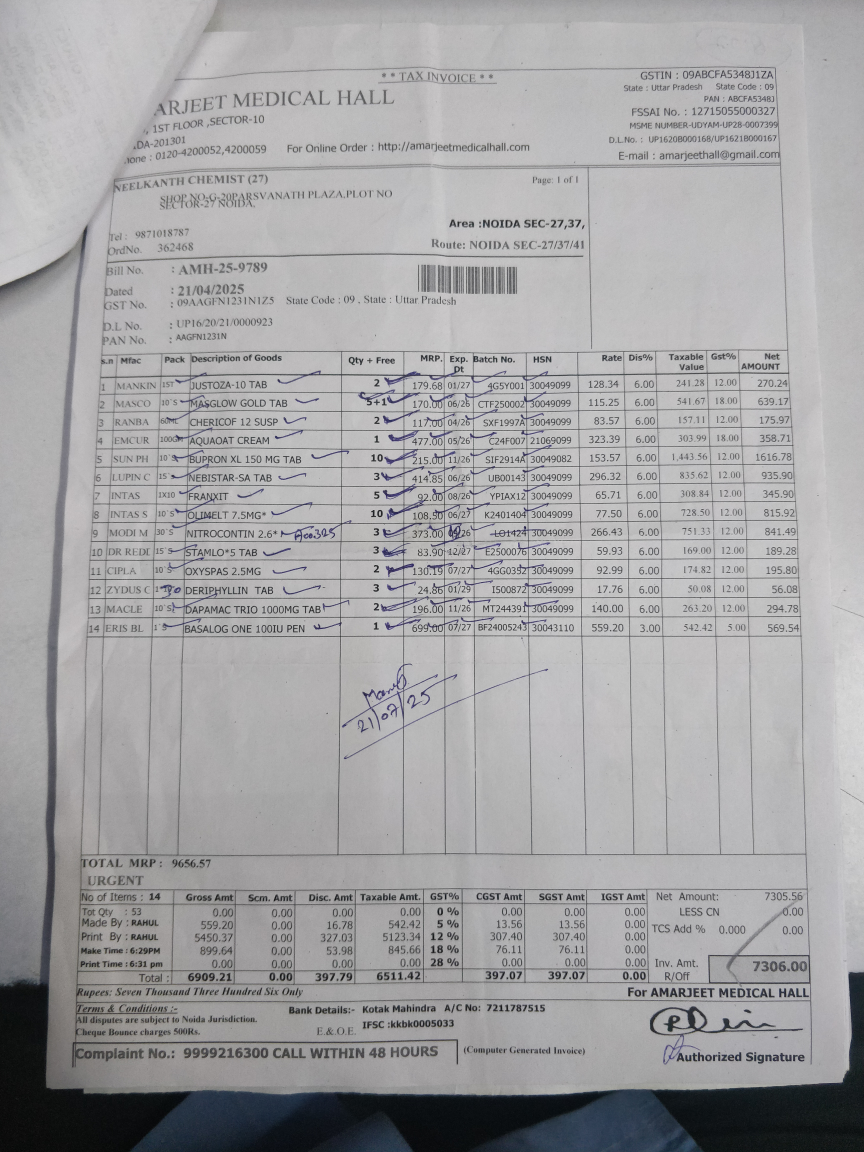 ** TAX INVOICE **
ARJEET MEDICAL HALL
, 1ST FLOOR ,SECTOR-10
DA-201301
one : 0120-4200052,4200059 For Online Order : http://amarjeetmedicalhall.com
GSTIN : 09ABCFA5348J1ZA
State : Uttar Pradesh State Code : 09
PAN : ABCFA5348J
FSSAI No. : 12715055000327
MSME NUMBER-UDYAM-UP28-0007399
D.L.No. : UP1620B000168/UP1621B000167
E-mail : amarjeethall@gmail.com
NEELKANTH CHEMIST (27) Page: 1 of 1
SHOP NO-G-20PARSVANATH PLAZA,PLOT NO
SECTOR-27 NOIDA,
Area :NOIDA SEC-27,37,
Tel : 9871018787
OrdNo. 362468 Route: NOIDA SEC-27/37/41
Bill No. : AMH-25-9789
Dated : 21/04/2025
GST No. : 09AAGFN1231N1Z5 State Code : 09 , State : Uttar Pradesh
D.L No. : UP16/20/21/0000923
PAN No. : AAGFN1231N
s.n Mfac Pack Description of Goods Qty + Free MRP. Exp. Dt Batch No. HSN Rate Dis% Taxable Value Gst% Net AMOUNT
1 MANKIN 1ST JUSTOZA-10 TAB 2 179.68 01/27 4G5Y001 30049099 128.34 6.00 241.28 12.00 270.24
2 MASCO 10`S MASGLOW GOLD TAB 5+1 170.00 06/26 CTF250002 30049099 115.25 6.00 541.67 18.00 639.17
3 RANBA 60ML CHERICOF 12 SUSP 2 117.00 04/26 SXF1997A 30049099 83.57 6.00 157.11 12.00 175.97
4 EMCUR 100GM AQUAOAT CREAM 1 477.00 05/26 C24F007 21069099 323.39 6.00 303.99 18.00 358.71
5 SUN PH 10`S BUPRON XL 150 MG TAB 10 215.00 11/26 SIF2914A 30049082 153.57 6.00 1,443.56 12.00 1616.78
6 LUPIN C 15`S NEBISTAR-SA TAB 3 414.85 06/26 UB00143 30049099 296.32 6.00 835.62 12.00 935.90
7 INTAS 1X10 FRANXIT 5 92.00 08/26 YPIAX12 30049099 65.71 6.00 308.84 12.00 345.90
8 INTAS S 10`S OLIMELT 7.5MG* 10 108.50 06/27 K2401404 30049099 77.50 6.00 728.50 12.00 815.92
9 MODI M 30`S NITROCONTIN 2.6* A00325 3 373.00 /26 LO1424 30049099 266.43 6.00 751.33 12.00 841.49
10 DR REDD 15`S STAMLO*5 TAB 3 83.90 12/27 E2500076 30049099 59.93 6.00 169.00 12.00 189.28
11 CIPLA 10`S OXYSPAS 2.5MG 2 130.19 07/27 4GG0352 30049099 92.99 6.00 174.82 12.00 195.80
12 ZYDUS C DERIPHYLLIN TAB 3 24.86 01/29 I500872 30049099 17.76 6.00 50.08 12.00 56.08
13 MACLE 10`S DAPAMAC TRIO 1000MG TAB 2 196.00 11/26 MT24439 30049099 140.00 6.00 263.20 12.00 294.78
14 ERIS BL 1`S BASALOG ONE 100IU PEN 1 699.00 07/27 BF24005243 30043110 559.20 3.00 542.42 5.00 569.54
21/07/25
TOTAL MRP : 9656.57
URGENT
No of Items : 14 Gross Amt Scm. Amt Disc. Amt Taxable Amt. GST% CGST Amt SGST Amt IGST Amt Net Amount: 7305.56
Tot Qty : 53 0.00 0.00 0.00 0.00 0 % 0.00 0.00 0.00 LESS CN 0.00
Made By : RAHUL 559.20 0.00 16.78 542.42 5 % 13.56 13.56 0.00 TCS Add % 0.000 0.00
Print By : RAHUL 5450.37 0.00 327.03 5123.34 12 % 307.40 307.40 0.00
Make Time : 6:29PM 899.64 0.00 53.98 845.66 18 % 76.11 76.11 0.00
Print Time : 6:31 pm 0.00 0.00 0.00 0.00 28 % 0.00 0.00 0.00 Inv. Amt. 7306.00
Total : 6909.21 0.00 397.79 6511.42 397.07 397.07 0.00 R/Off
Rupees: Seven Thousand Three Hundred Six Only For AMARJEET MEDICAL HALL
Terms & Conditions :- Bank Details:- Kotak Mahindra A/C No: 7211787515
All disputes are subject to Noida Jurisdiction. IFSC :kkbk0005033
Cheque Bounce charges 500Rs. E.& O.E.
Complaint No.: 9999216300 CALL WITHIN 48 HOURS (Computer Generated Invoice) Authorized Signature